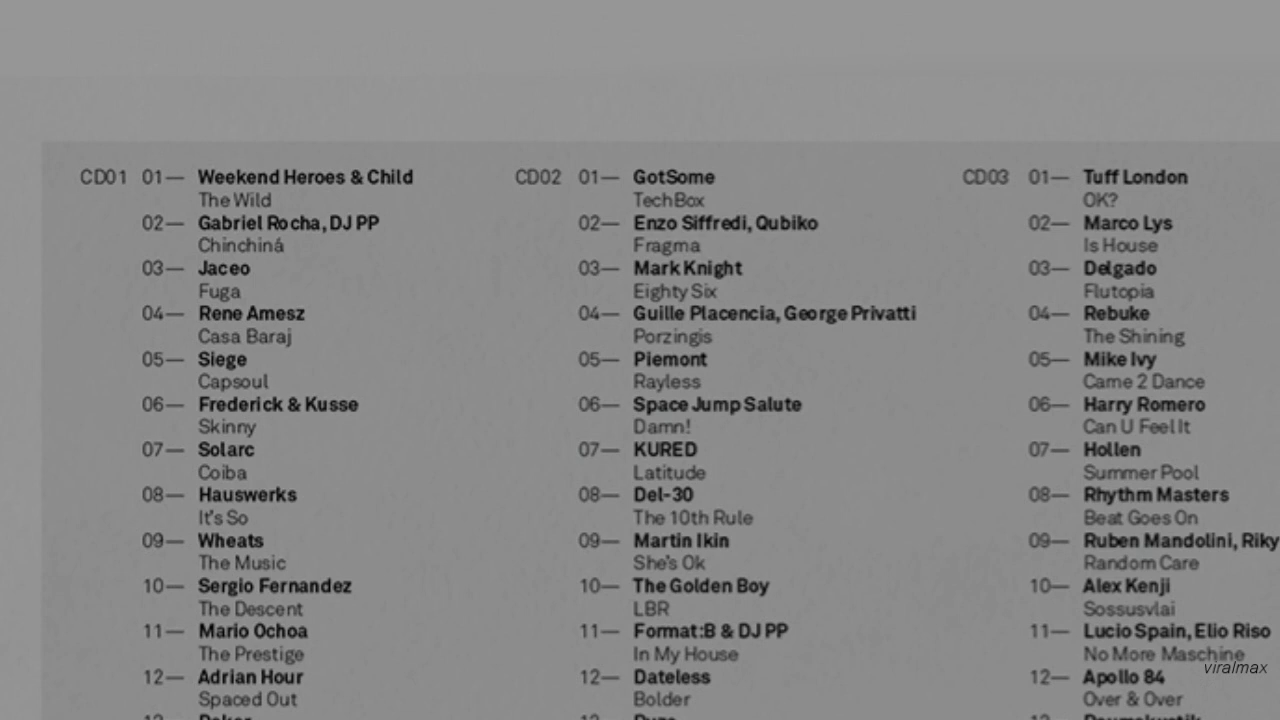 CD01 01— Weekend Heroes & Child
The Wild
02— Gabriel Rocha, DJ PP
Chinchiná
03— Jaceo
Fuga
04— Rene Amesz
Casa Baraj
05— Siege
Capsoul
06— Frederick & Kusse
Skinny
07— Solarc
Coiba
08— Hauswerks
It's So
09— Wheats
The Music
10— Sergio Fernandez
The Descent
11— Mario Ochoa
The Prestige
12— Adrian Hour
Spaced Out
CD02 01— GotSome
TechBox
02— Enzo Siffredi, Qubiko
Fragma
03— Mark Knight
Eighty Six
04— Guille Placencia, George Privatti
Porzingis
05— Piemont
Rayless
06— Space Jump Salute
Damn!
07— KURED
Latitude
08— Del-30
The 10th Rule
09— Martin Ikin
She's Ok
10— The Golden Boy
LBR
11— Format:B & DJ PP
In My House
12— Dateless
Bolder
CD03 01— Tuff London
OK?
02— Marco Lys
Is House
03— Delgado
Flutopia
04— Rebuke
The Shining
05— Mike Ivy
Came 2 Dance
06— Harry Romero
Can U Feel It
07— Hollen
Summer Pool
08— Rhythm Masters
Beat Goes On
09— Ruben Mandolini, Riky
Random Care
10— Alex Kenji
Sossusvlai
11— Lucio Spain, Elio Riso
No More Maschine
12— Apollo 84
Over & Over
viralmax